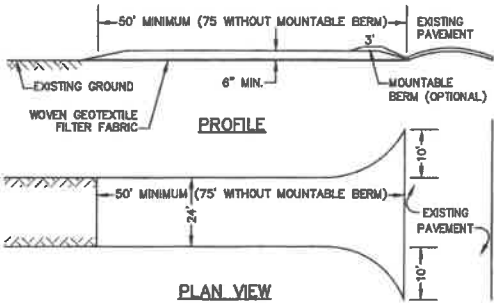 50' MINIMUM (75 WITHOUT MOUNTABLE BERM)
EXISTING
PAVEMENT
3'
EXISTING GROUND
6" MIN.
MOUNTABLE
BERM (OPTIONAL)
WOVEN GEOTEXTILE
FILTER FABRIC
PROFILE
10'
50' MINIMUM (75' WITHOUT MOUNTABLE BERM)
24'
EXISTING
PAVEMENT
10'
PLAN VIEW